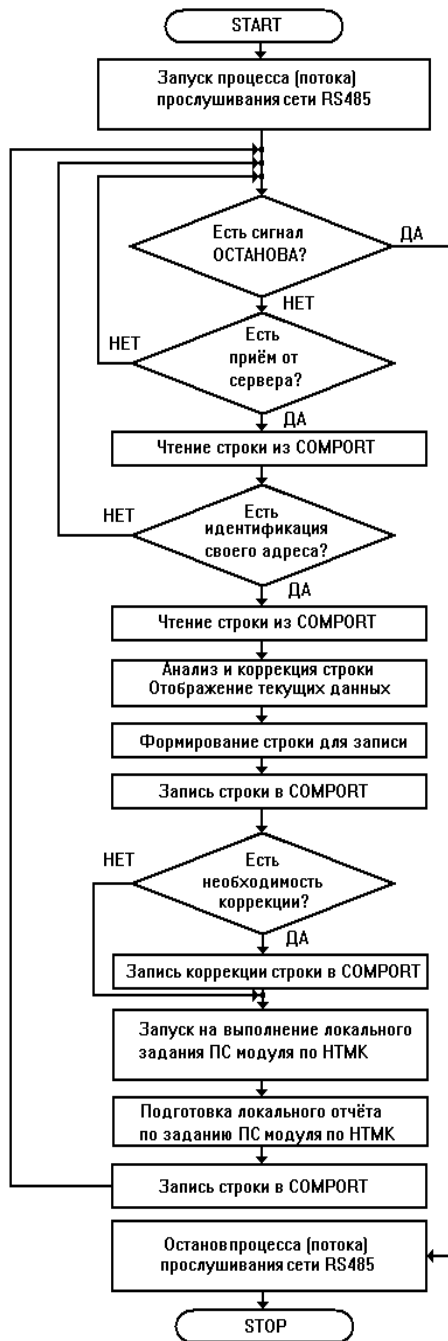 START
Запуск процесса (потока)
прослушивания сети RS485
Есть сигнал
ОСТАНОВА?
ДА
НЕТ
Есть
приём от
сервера?
НЕТ
ДА
Чтение строки из COMPORT
Есть
идентификация
своего адреса?
НЕТ
ДА
Чтение строки из COMPORT
Анализ и коррекция строки
Отображение текущих данных
Формирование строки для записи
Запись строки в COMPORT
НЕТ
Есть
необходимость
коррекции?
ДА
Запись коррекции строки в COMPORT
Запуск на выполнение локального
задания ПС модуля по НТМК
Подготовка локального отчёта
по заданию ПС модуля по НТМК
Запись строки в COMPORT
Останов процесса (потока)
прослушивания сети RS485
STOP